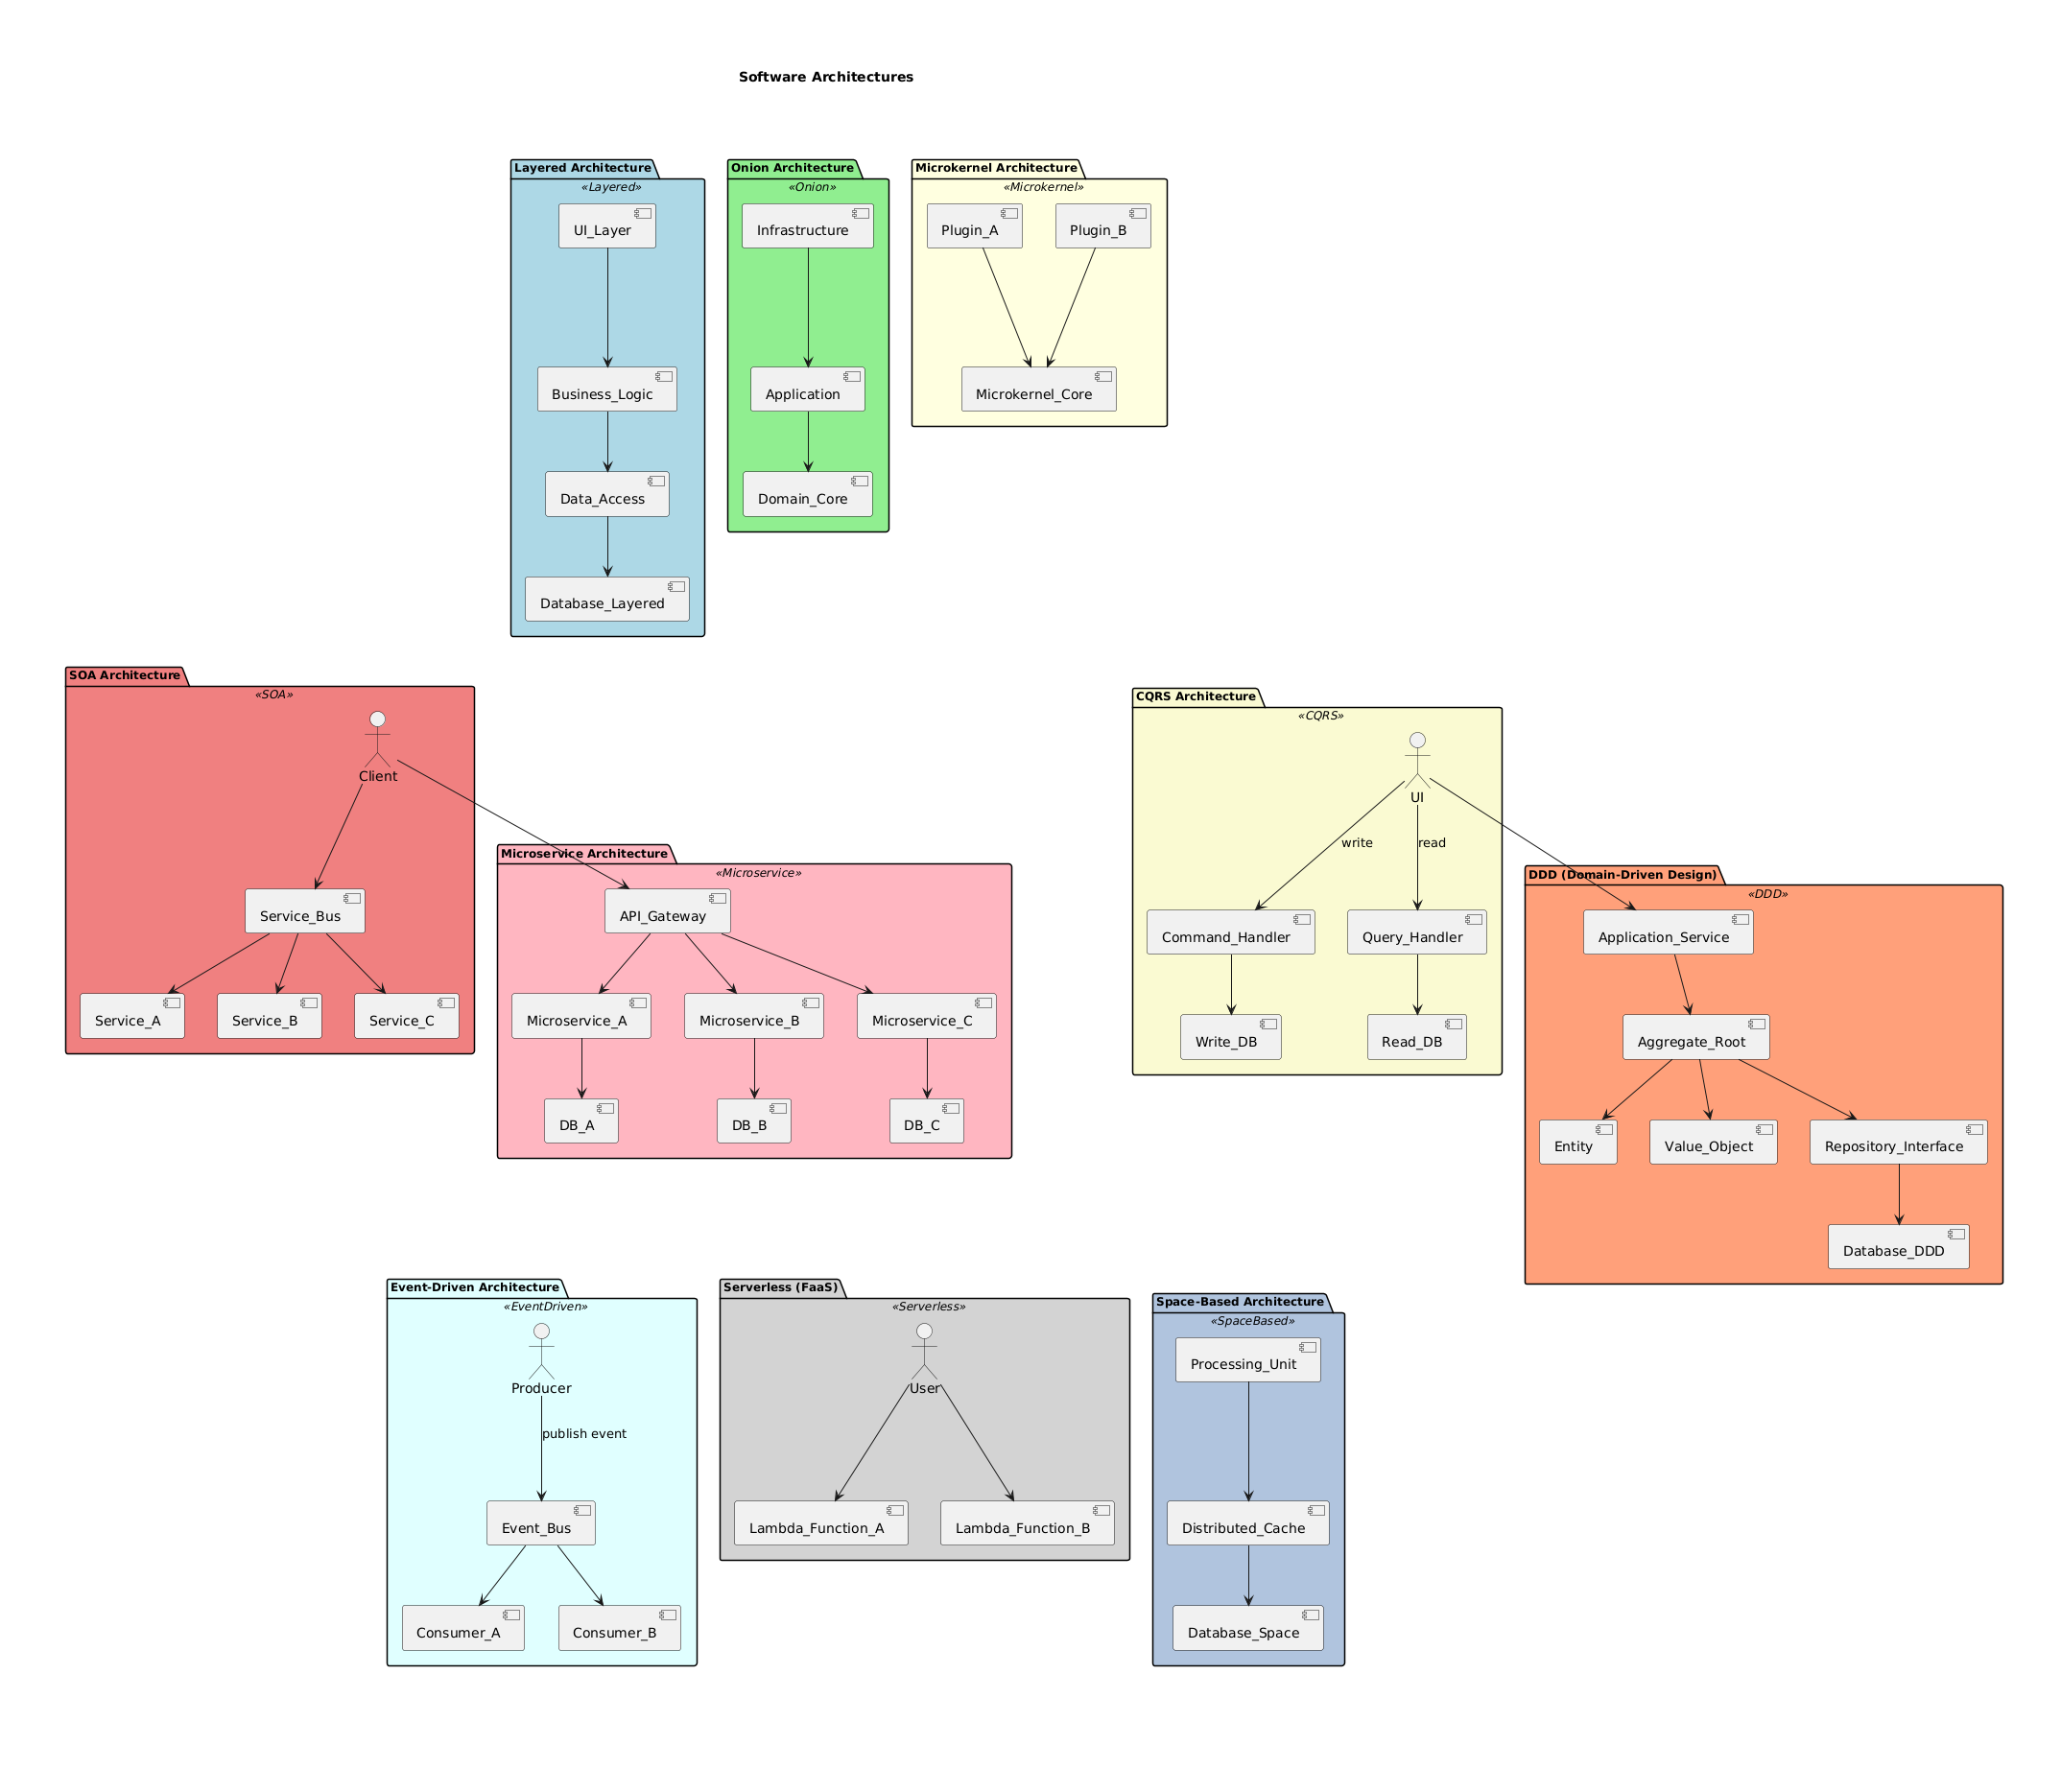 Software Architectures
Layered Architecture
«Layered»
UI_Layer
Business_Logic
Data_Access
Database_Layered
Onion Architecture
«Onion»
Infrastructure
Application
Domain_Core
Microkernel Architecture
«Microkernel»
Plugin_A
Plugin_B
Microkernel_Core
SOA Architecture
«SOA»
Client
Service_Bus
Service_A
Service_B
Service_C
Microservice Architecture
«Microservice»
API_Gateway
Microservice_A
Microservice_B
Microservice_C
DB_A
DB_B
DB_C
CQRS Architecture
«CQRS»
UI
write
read
Command_Handler
Query_Handler
Write_DB
Read_DB
DDD (Domain-Driven Design)
«DDD»
Application_Service
Aggregate_Root
Entity
Value_Object
Repository_Interface
Database_DDD
Event-Driven Architecture
«EventDriven»
Producer
publish event
Event_Bus
Consumer_A
Consumer_B
Serverless (FaaS)
«Serverless»
User
Lambda_Function_A
Lambda_Function_B
Space-Based Architecture
«SpaceBased»
Processing_Unit
Distributed_Cache
Database_Space